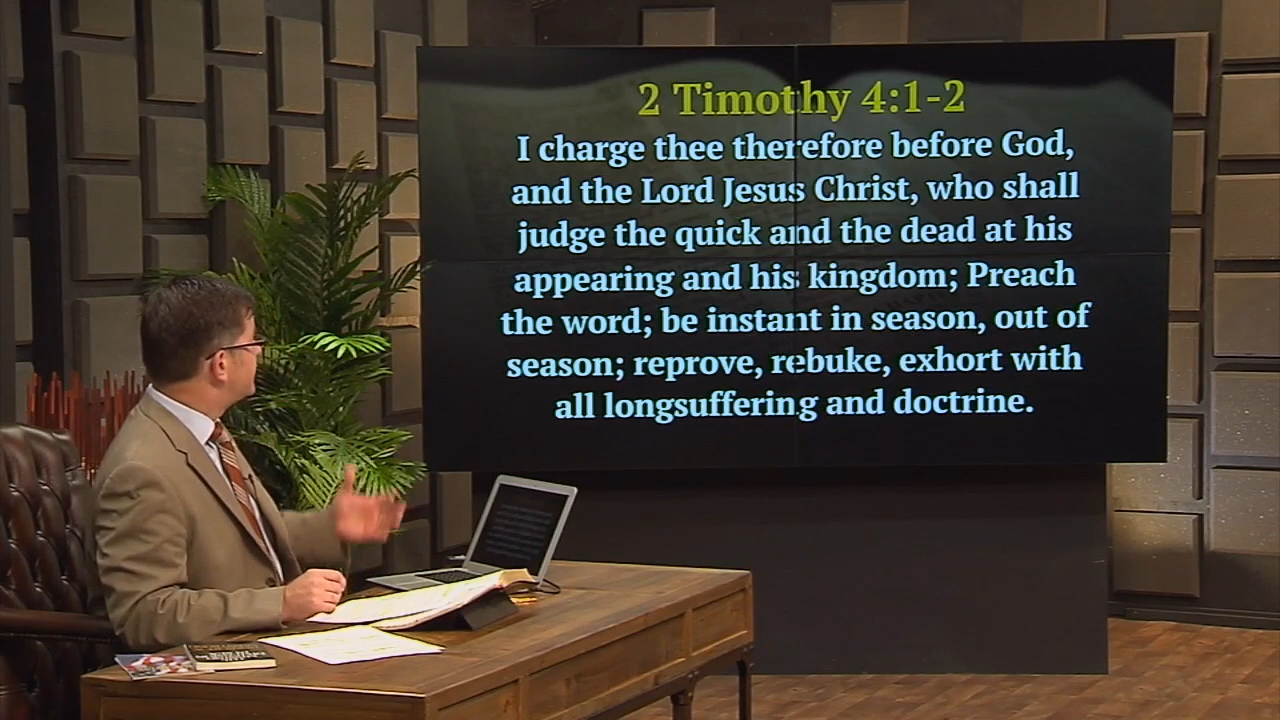 2 Timothy 4:1-2
I charge thee therefore before God,
and the Lord Jesus Christ, who shall
judge the quick and the dead at his
appearing and his kingdom; Preach
the word; be instant in season, out of
season; reprove, rebuke, exhort with
all longsuffering and doctrine.